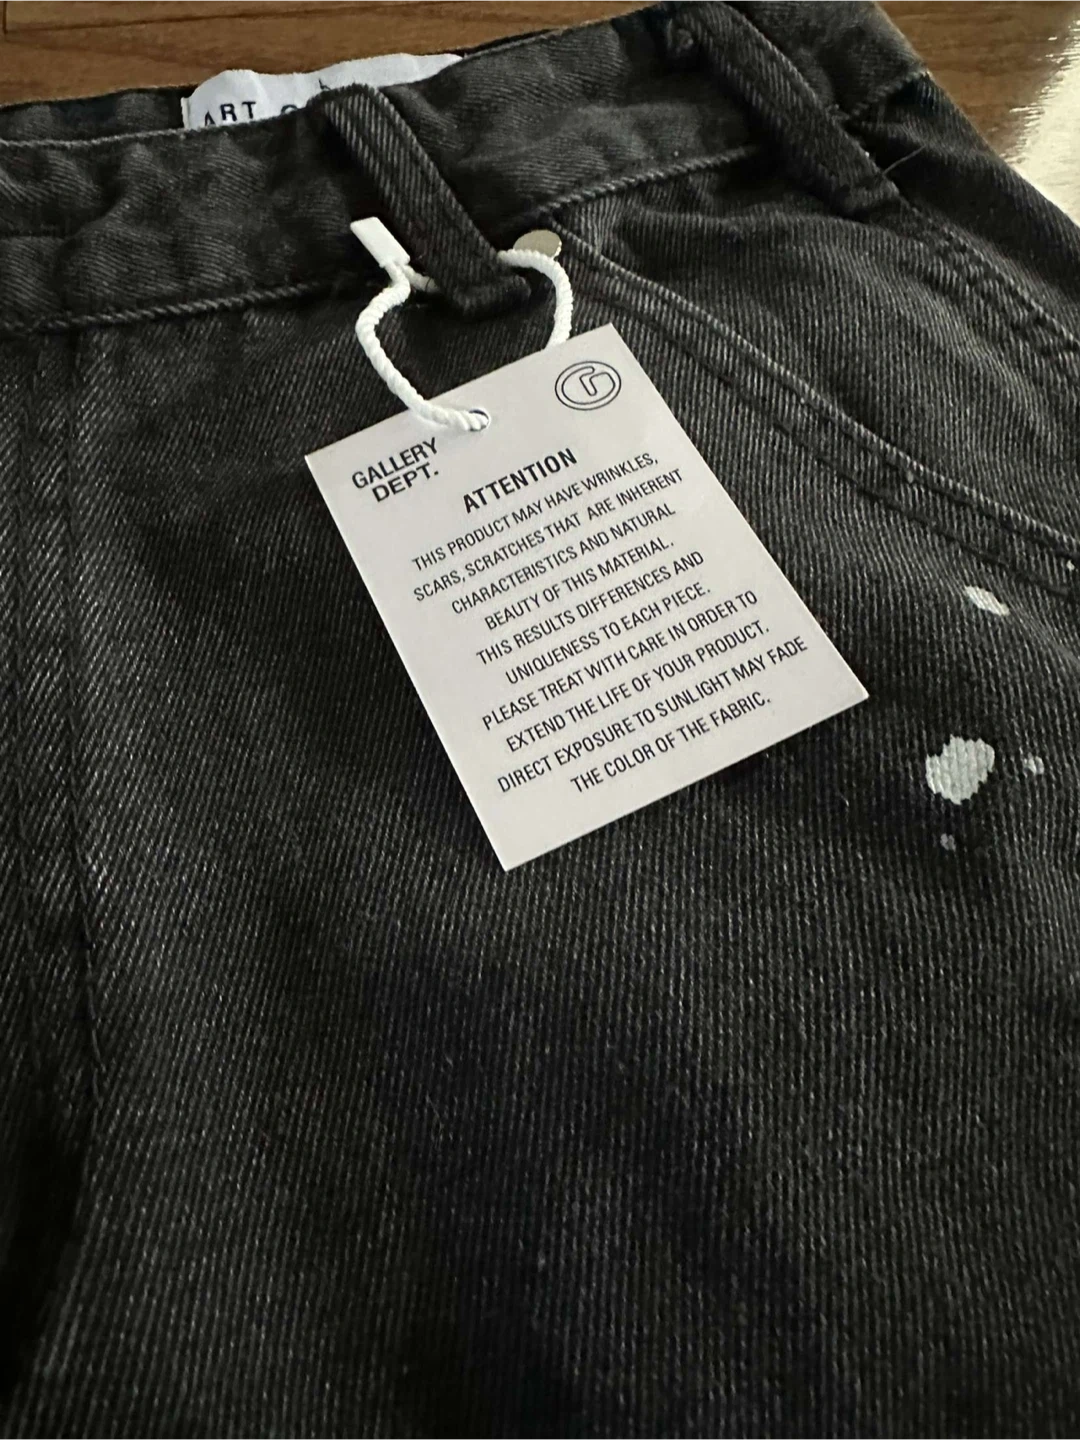 ART
GALLERY
DEPT.
ATTENTION
THIS PRODUCT MAY HAVE WRINKLES,
SCARS, SCRATCHES THAT ARE INHERENT
CHARACTERISTICS AND NATURAL
BEAUTY OF THIS MATERIAL.
THIS RESULTS DIFFERENCES AND
UNIQUENESS TO EACH PIECE.
PLEASE TREAT WITH CARE IN ORDER TO
EXTEND THE LIFE OF YOUR PRODUCT.
DIRECT EXPOSURE TO SUNLIGHT MAY FADE
THE COLOR OF THE FABRIC.